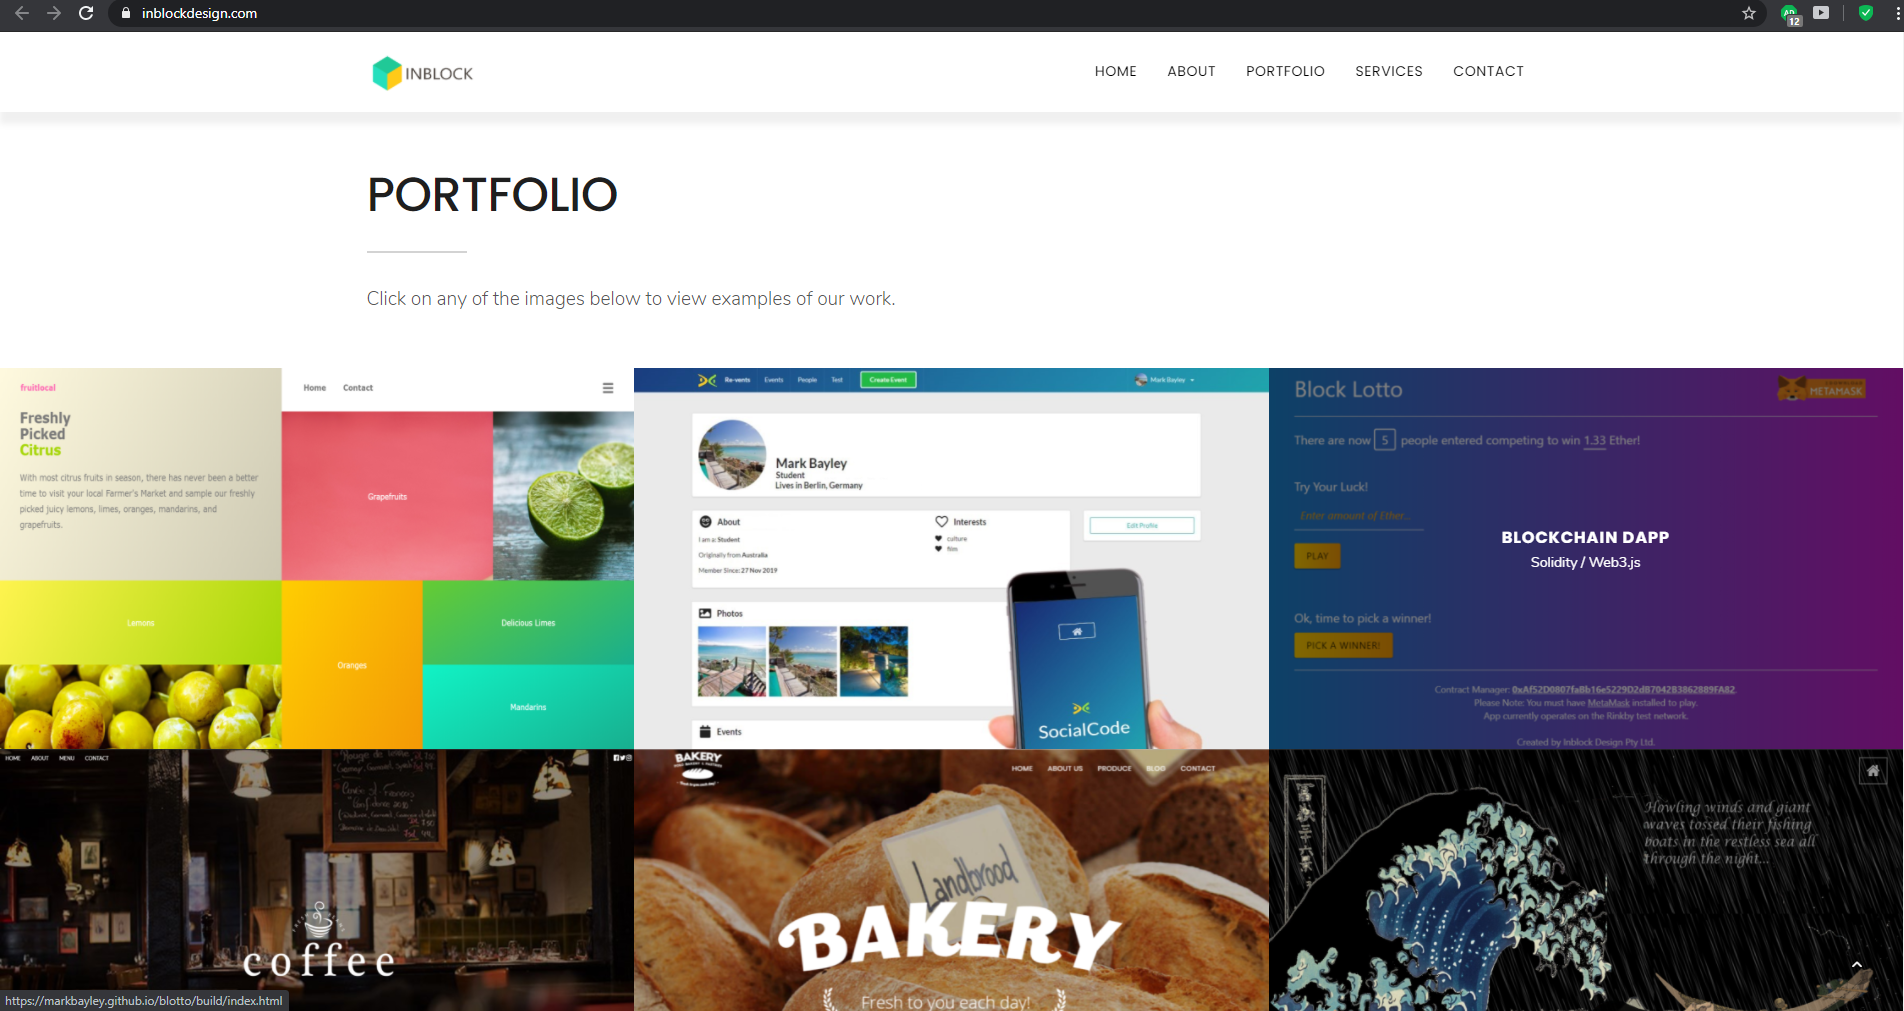 inblockdesign.com
12
INBLOCK
HOME ABOUT PORTFOLIO SERVICES CONTACT
PORTFOLIO
Click on any of the images below to view examples of our work.
fruitlocal
Home Contact
Freshly
Picked
Citrus
With most citrus fruits in season, there has never been a better
time to visit your local Farmer's Market and sample our freshly
picked juicy lemons, limes, oranges, mandarins, and
grapefruits.
Grapefruits
Lemons
Oranges
Delicious Limes
Mandarins
Re-vents Events People Test Create Event Mark Bayley
Mark Bayley
Student
Lives in Berlin, Germany
About
I am a: Student
Originally from Australia
Member Since: 27 Nov 2019
Interests
culture
film
Edit Profile
Photos
Events
SocialCode
Block Lotto
METAMASK
There are now 5 people entered competing to win 1.33 Ether!
Try Your Luck!
Enter amount of Ether...
PLAY
BLOCKCHAIN DAPP
Solidity / Web3.js
Ok, time to pick a winner!
PICK A WINNER!
Contract Manager:
Please Note: You must have MetaMask installed to play.
App currently operates on the Rinkby test network.
Created by Inblock Design Pty Ltd.
HOME ABOUT MENU CONTACT
coffee
BAKERY
HOME ABOUT US PRODUCE BLOG CONTACT
Landbrood
BAKERY
Fresh to you each day!
Howling winds and giant
waves tossed their fishing
boats in the restless sea all
through the night...
https://markbayley.github.io/blotto/build/index.html